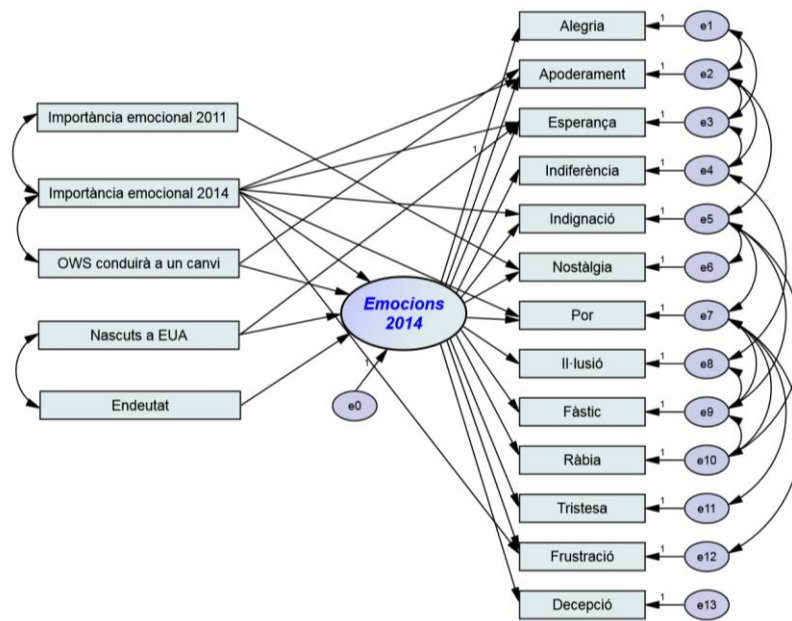 Alegria
1
e1
Apoderament
1
e2
Importància emocional 2011
Esperança
1
e3
1
Indiferència
1
e4
Importància emocional 2014
Indignació
1
e5
OWS conduirà a un canvi
Nostàlgia
1
e6
Emocions
2014
Por
1
e7
Nascuts a EUA
Il·lusió
1
e8
Endeutat
1
e0
Fàstic
1
e9
Ràbia
1
e10
Tristesa
1
e11
Frustració
1
e12
Decepció
1
e13